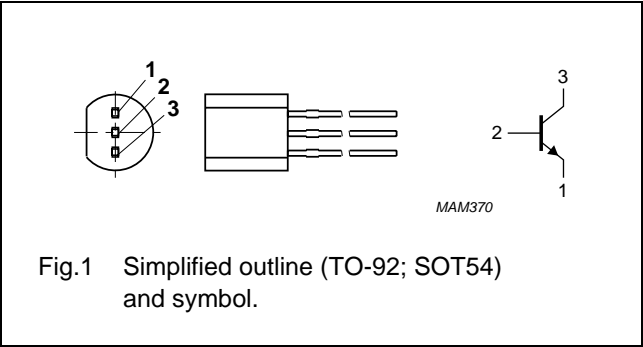 1
2
3
3
2
1
MAM370
Fig.1 Simplified outline (TO-92; SOT54)
and symbol.